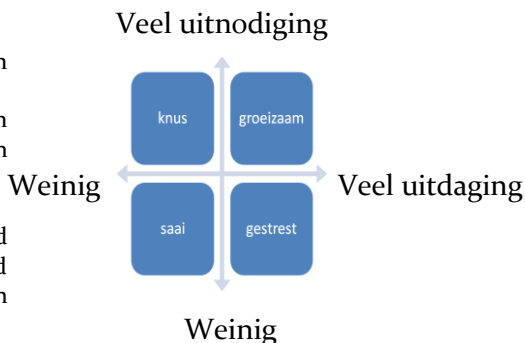 Veel uitnodiging
n
knus groeizaam
n
n
Weinig Veel uitdaging
saai gestrest
d
d
n
Weinig